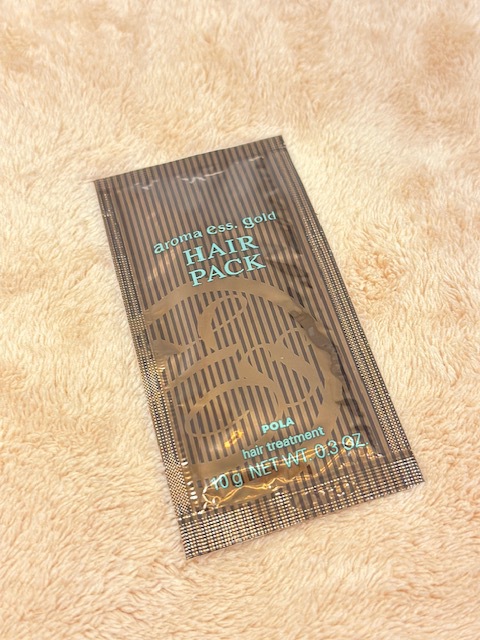 aroma ess. gold
HAIR
PACK
POLA
hair treatment
10 g NET WT. 0.3 OZ.